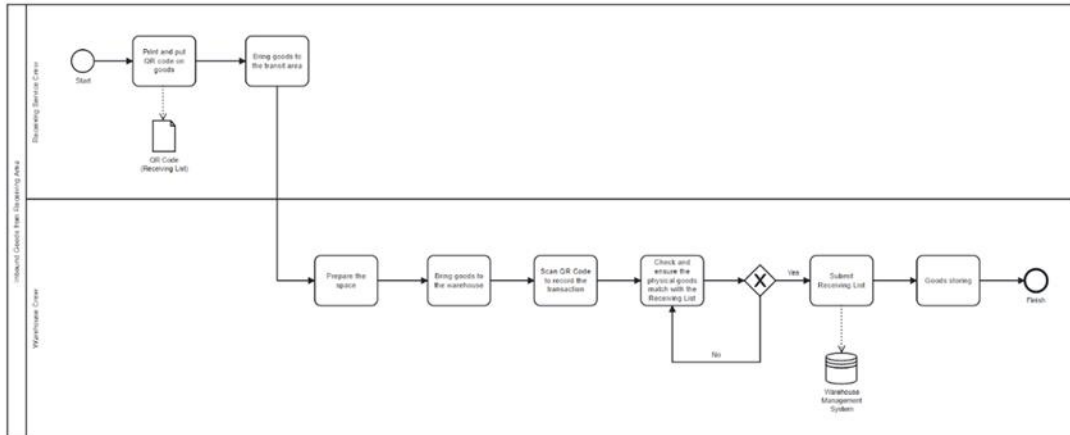 Inbound Goods from Receiving Area
Receiving Service Crew
Start
Print and put
QR code on
goods
QR Code
(Receiving List)
Bring goods to
the transit area
Warehouse Crew
Prepare the
space
Bring goods to
the warehouse
Scan QR Code
to record the
transaction
Check and
ensure the
physical goods
match with the
Receiving List
No
Yes
Submit
Receiving List
Warehouse
Management
System
Goods storing
Finish